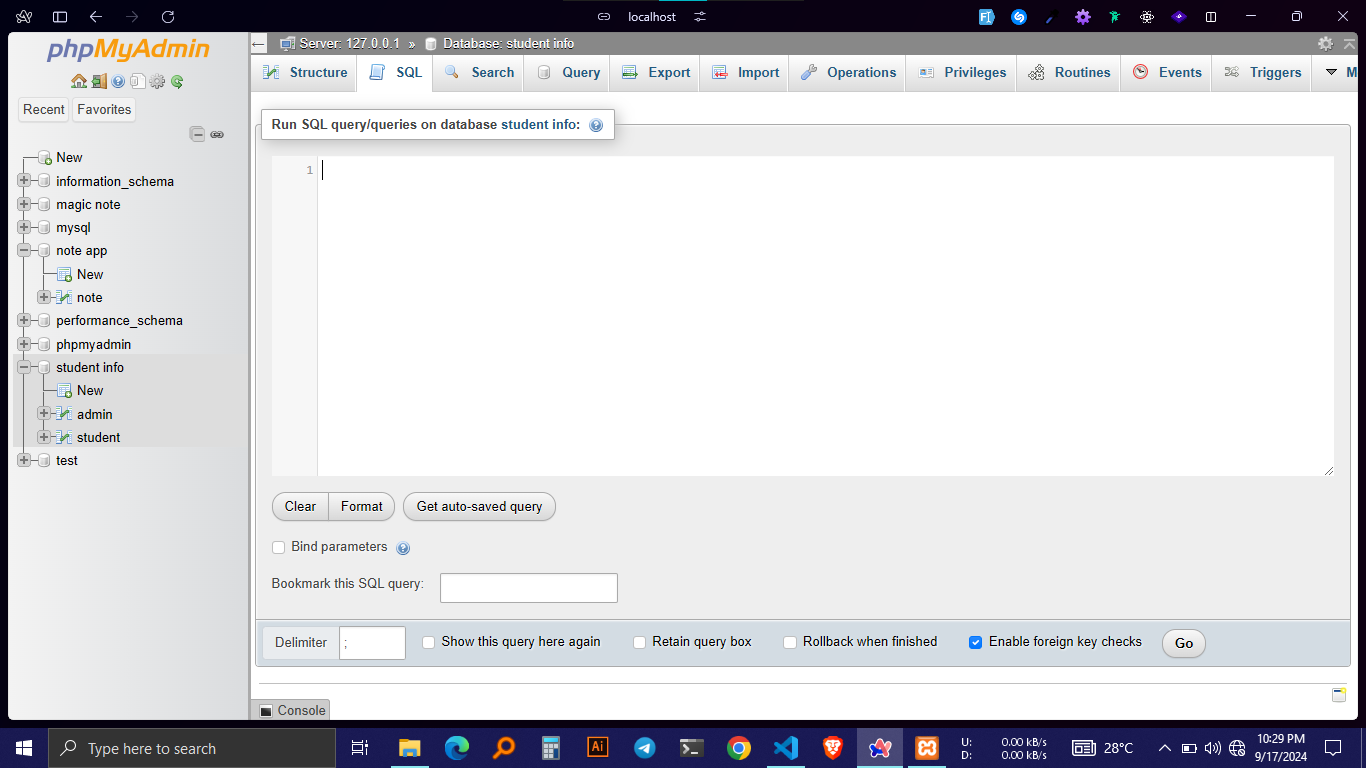 localhost
phpMyAdmin
Recent Favorites
New
information_schema
magic note
mysql
note app
New
note
performance_schema
phpmyadmin
student info
New
admin
student
test
Server: 127.0.0.1 » Database: student info
Structure SQL Search Query Export Import Operations Privileges Routines Events Triggers M
Run SQL query/queries on database student info:
1
Clear Format Get auto-saved query
Bind parameters
Bookmark this SQL query:
Delimiter ; Show this query here again Retain query box Rollback when finished Enable foreign key checks Go
Console
Type here to search
Ai
U: 0.00 kB/s
D: 0.00 kB/s
28°C
10:29 PM
9/17/2024